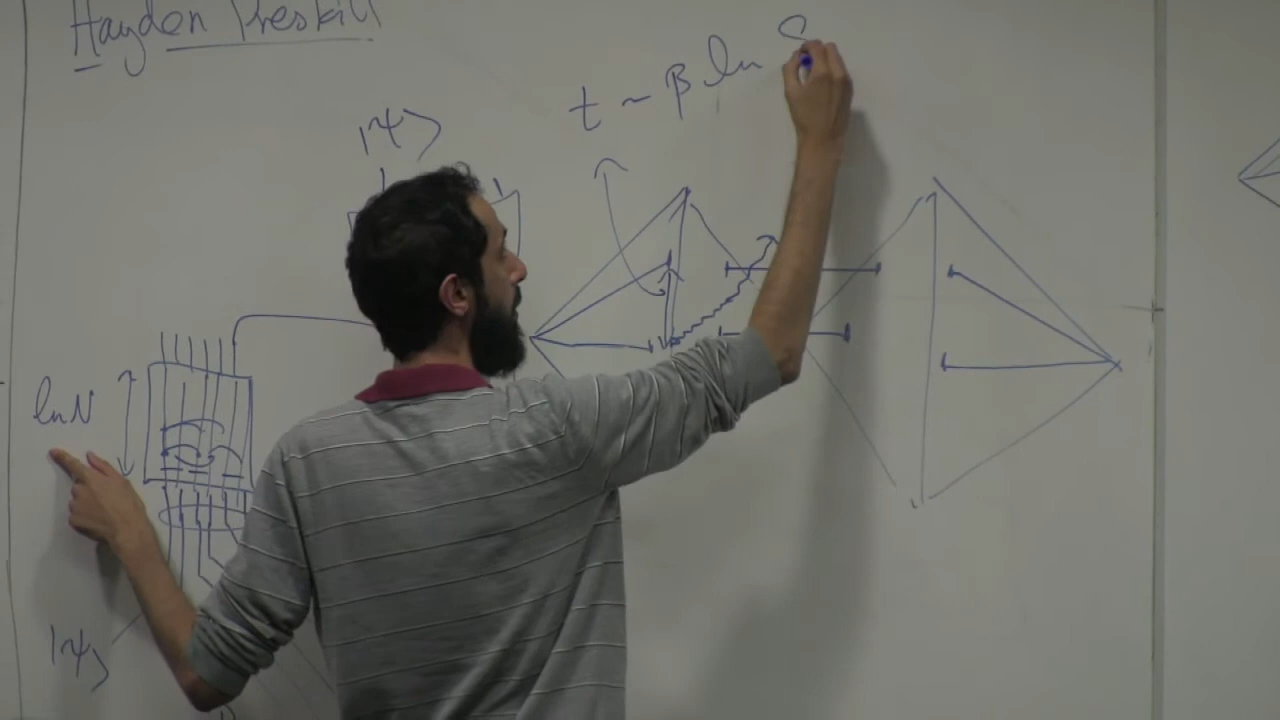 Hayden Preskill
t ~ β ln S
|ψ⟩
ln N
|ψ⟩